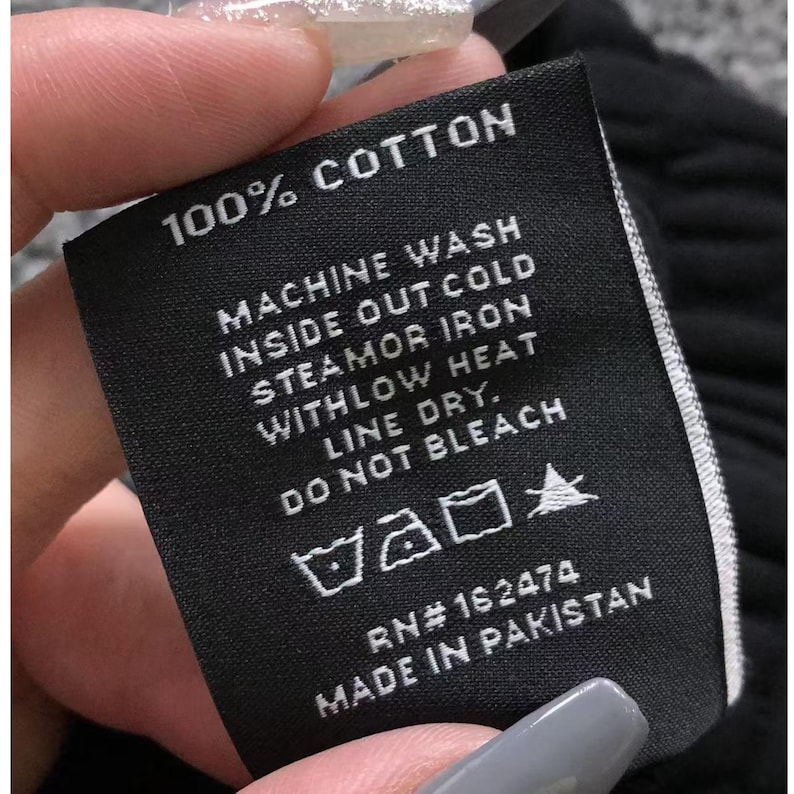 100% COTTON
MACHINE WASH
INSIDE OUT COLD
STEAMOR IRON
WITHLOW HEAT
LINE DRY.
DO NOT BLEACH
RN# 162474
MADE IN PAKISTAN